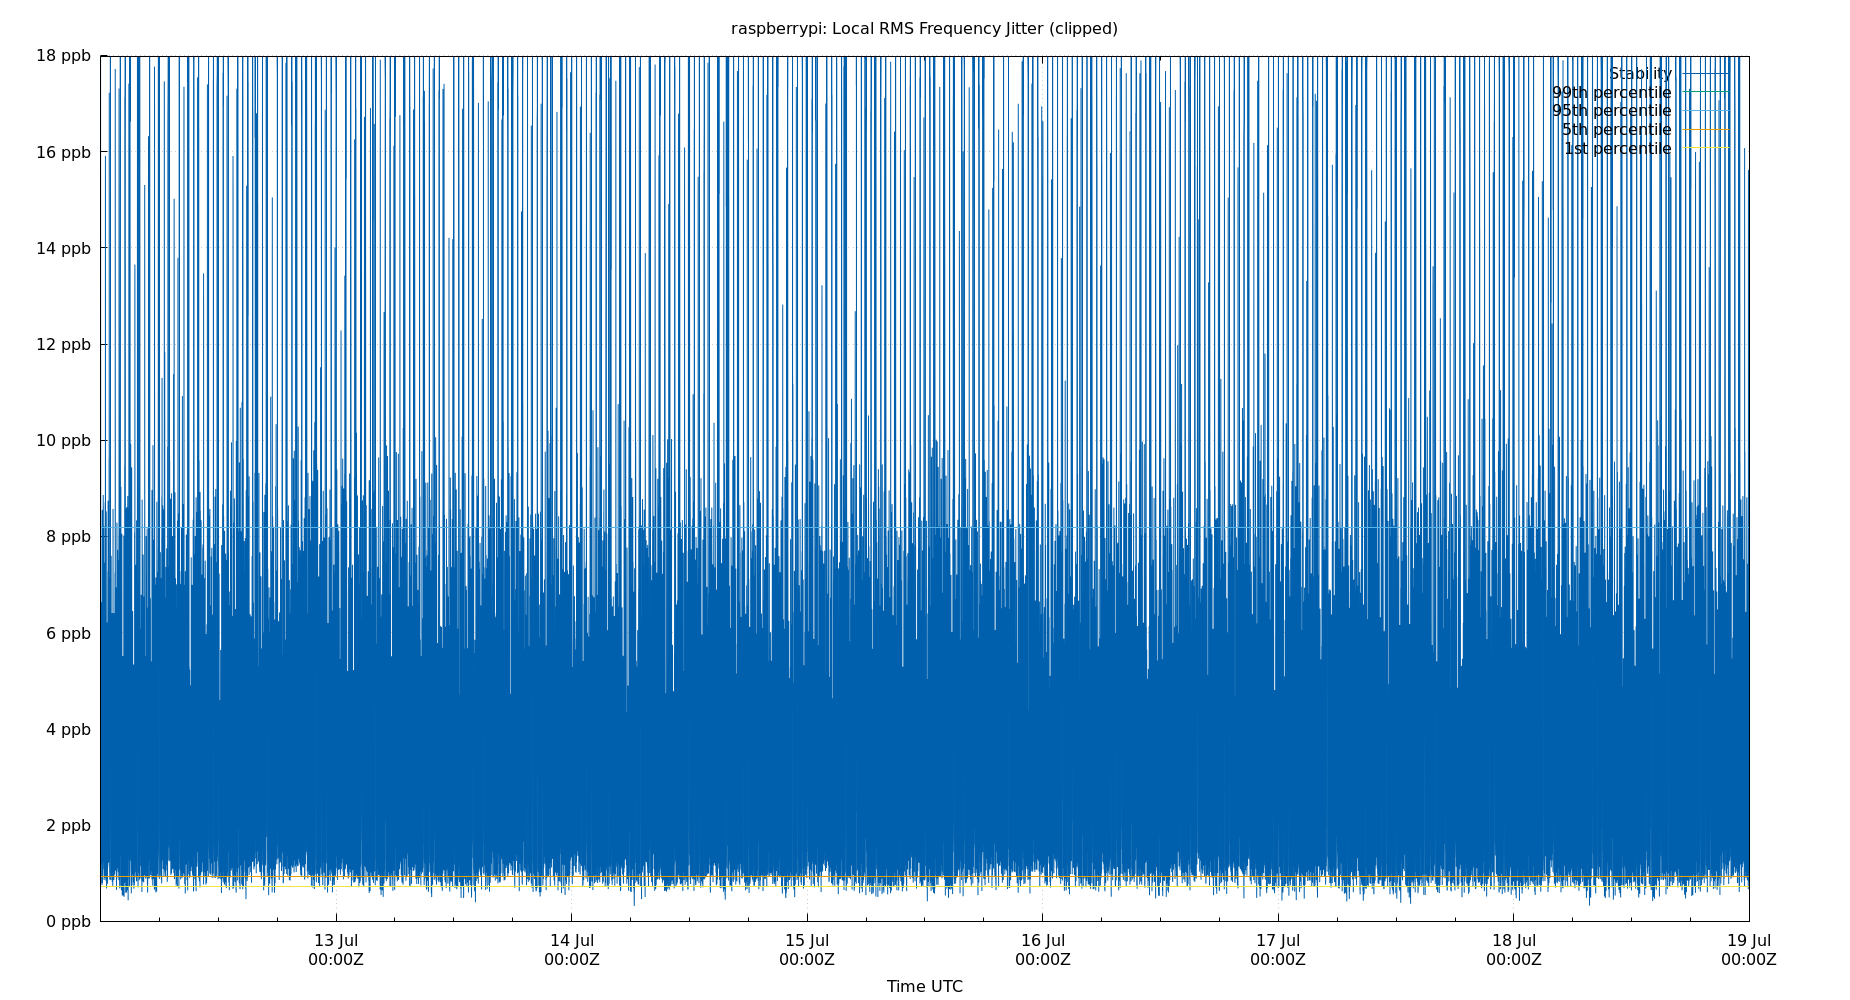 raspberrypi: Local RMS Frequency Jitter (clipped)
18 ppb
16 ppb
14 ppb
12 ppb
10 ppb
8 ppb
6 ppb
4 ppb
2 ppb
0 ppb
Stability
99th percentile
95th percentile
5th percentile
1st percentile
13 Jul
00:00Z
14 Jul
00:00Z
15 Jul
00:00Z
16 Jul
00:00Z
17 Jul
00:00Z
18 Jul
00:00Z
19 Jul
00:00Z
Time UTC